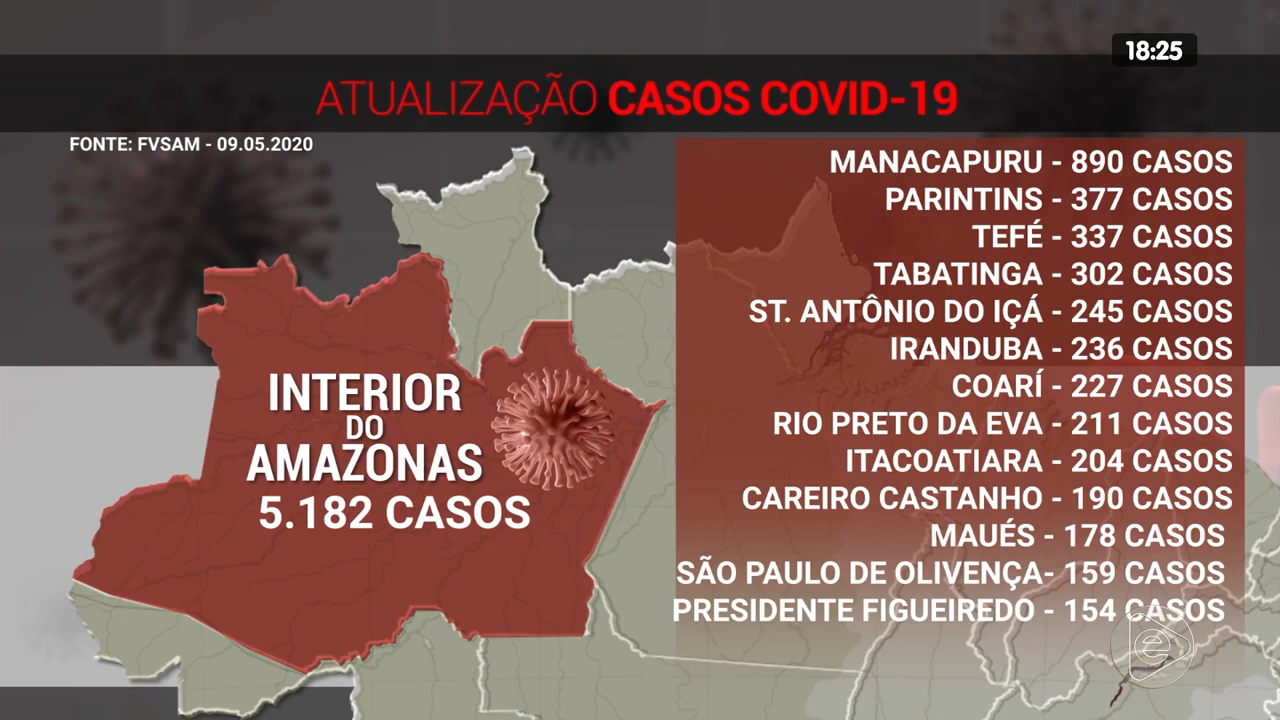 18:25
ATUALIZAÇÃO CASOS COVID-19
FONTE: FVSAM - 09.05.2020
INTERIOR
DO
AMAZONAS
5.182 CASOS
MANACAPURU - 890 CASOS
PARINTINS - 377 CASOS
TEFÉ - 337 CASOS
TABATINGA - 302 CASOS
ST. ANTÔNIO DO IÇÁ - 245 CASOS
IRANDUBA - 236 CASOS
COARÍ - 227 CASOS
RIO PRETO DA EVA - 211 CASOS
ITACOATIARA - 204 CASOS
CAREIRO CASTANHO - 190 CASOS
MAUÉS - 178 CASOS
SÃO PAULO DE OLIVENÇA- 159 CASOS
PRESIDENTE FIGUEIREDO - 154 CASOS
e